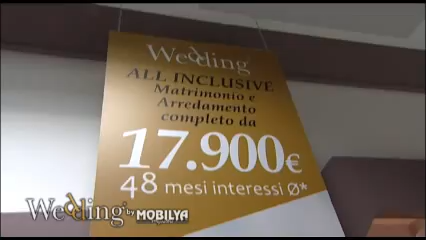 Wedding
ALL INCLUSIVE
Matrimonio e
Arredamento
completo da
17.900€
48 mesi interessi Ø*
Wedding by MOBILYA